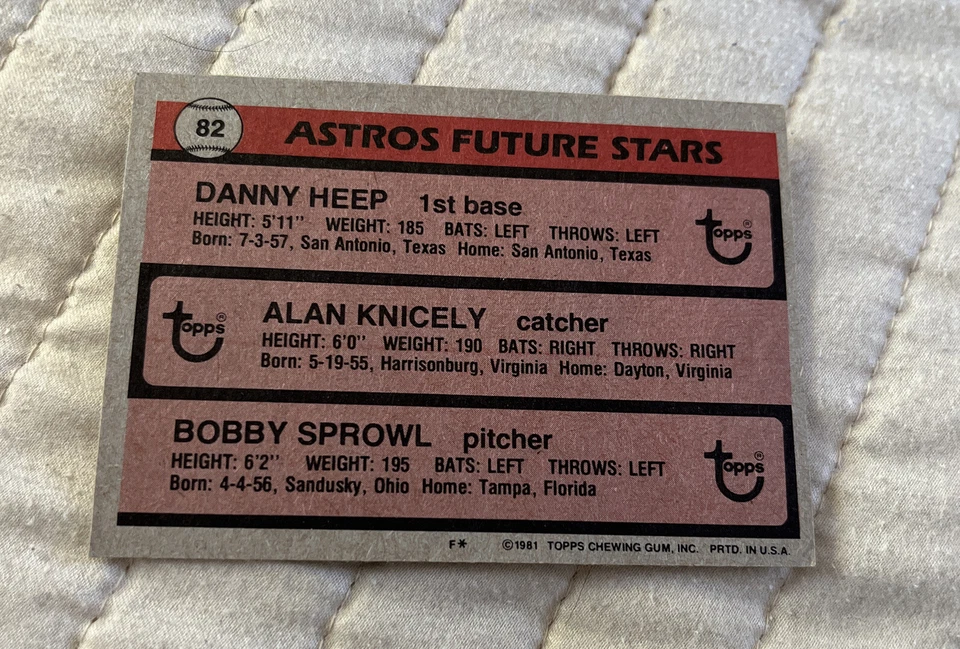 82 ASTROS FUTURE STARS
DANNY HEEP 1st base
HEIGHT: 5'11" WEIGHT: 185 BATS: LEFT THROWS: LEFT
Born: 7-3-57, San Antonio, Texas Home: San Antonio, Texas
topps®
topps®
ALAN KNICELY catcher
HEIGHT: 6'0" WEIGHT: 190 BATS: RIGHT THROWS: RIGHT
Born: 5-19-55, Harrisonburg, Virginia Home: Dayton, Virginia
BOBBY SPROWL pitcher
HEIGHT: 6'2" WEIGHT: 195 BATS: LEFT THROWS: LEFT
Born: 4-4-56, Sandusky, Ohio Home: Tampa, Florida
topps®
F* ©1981 TOPPS CHEWING GUM, INC. PRTD. IN U.S.A.